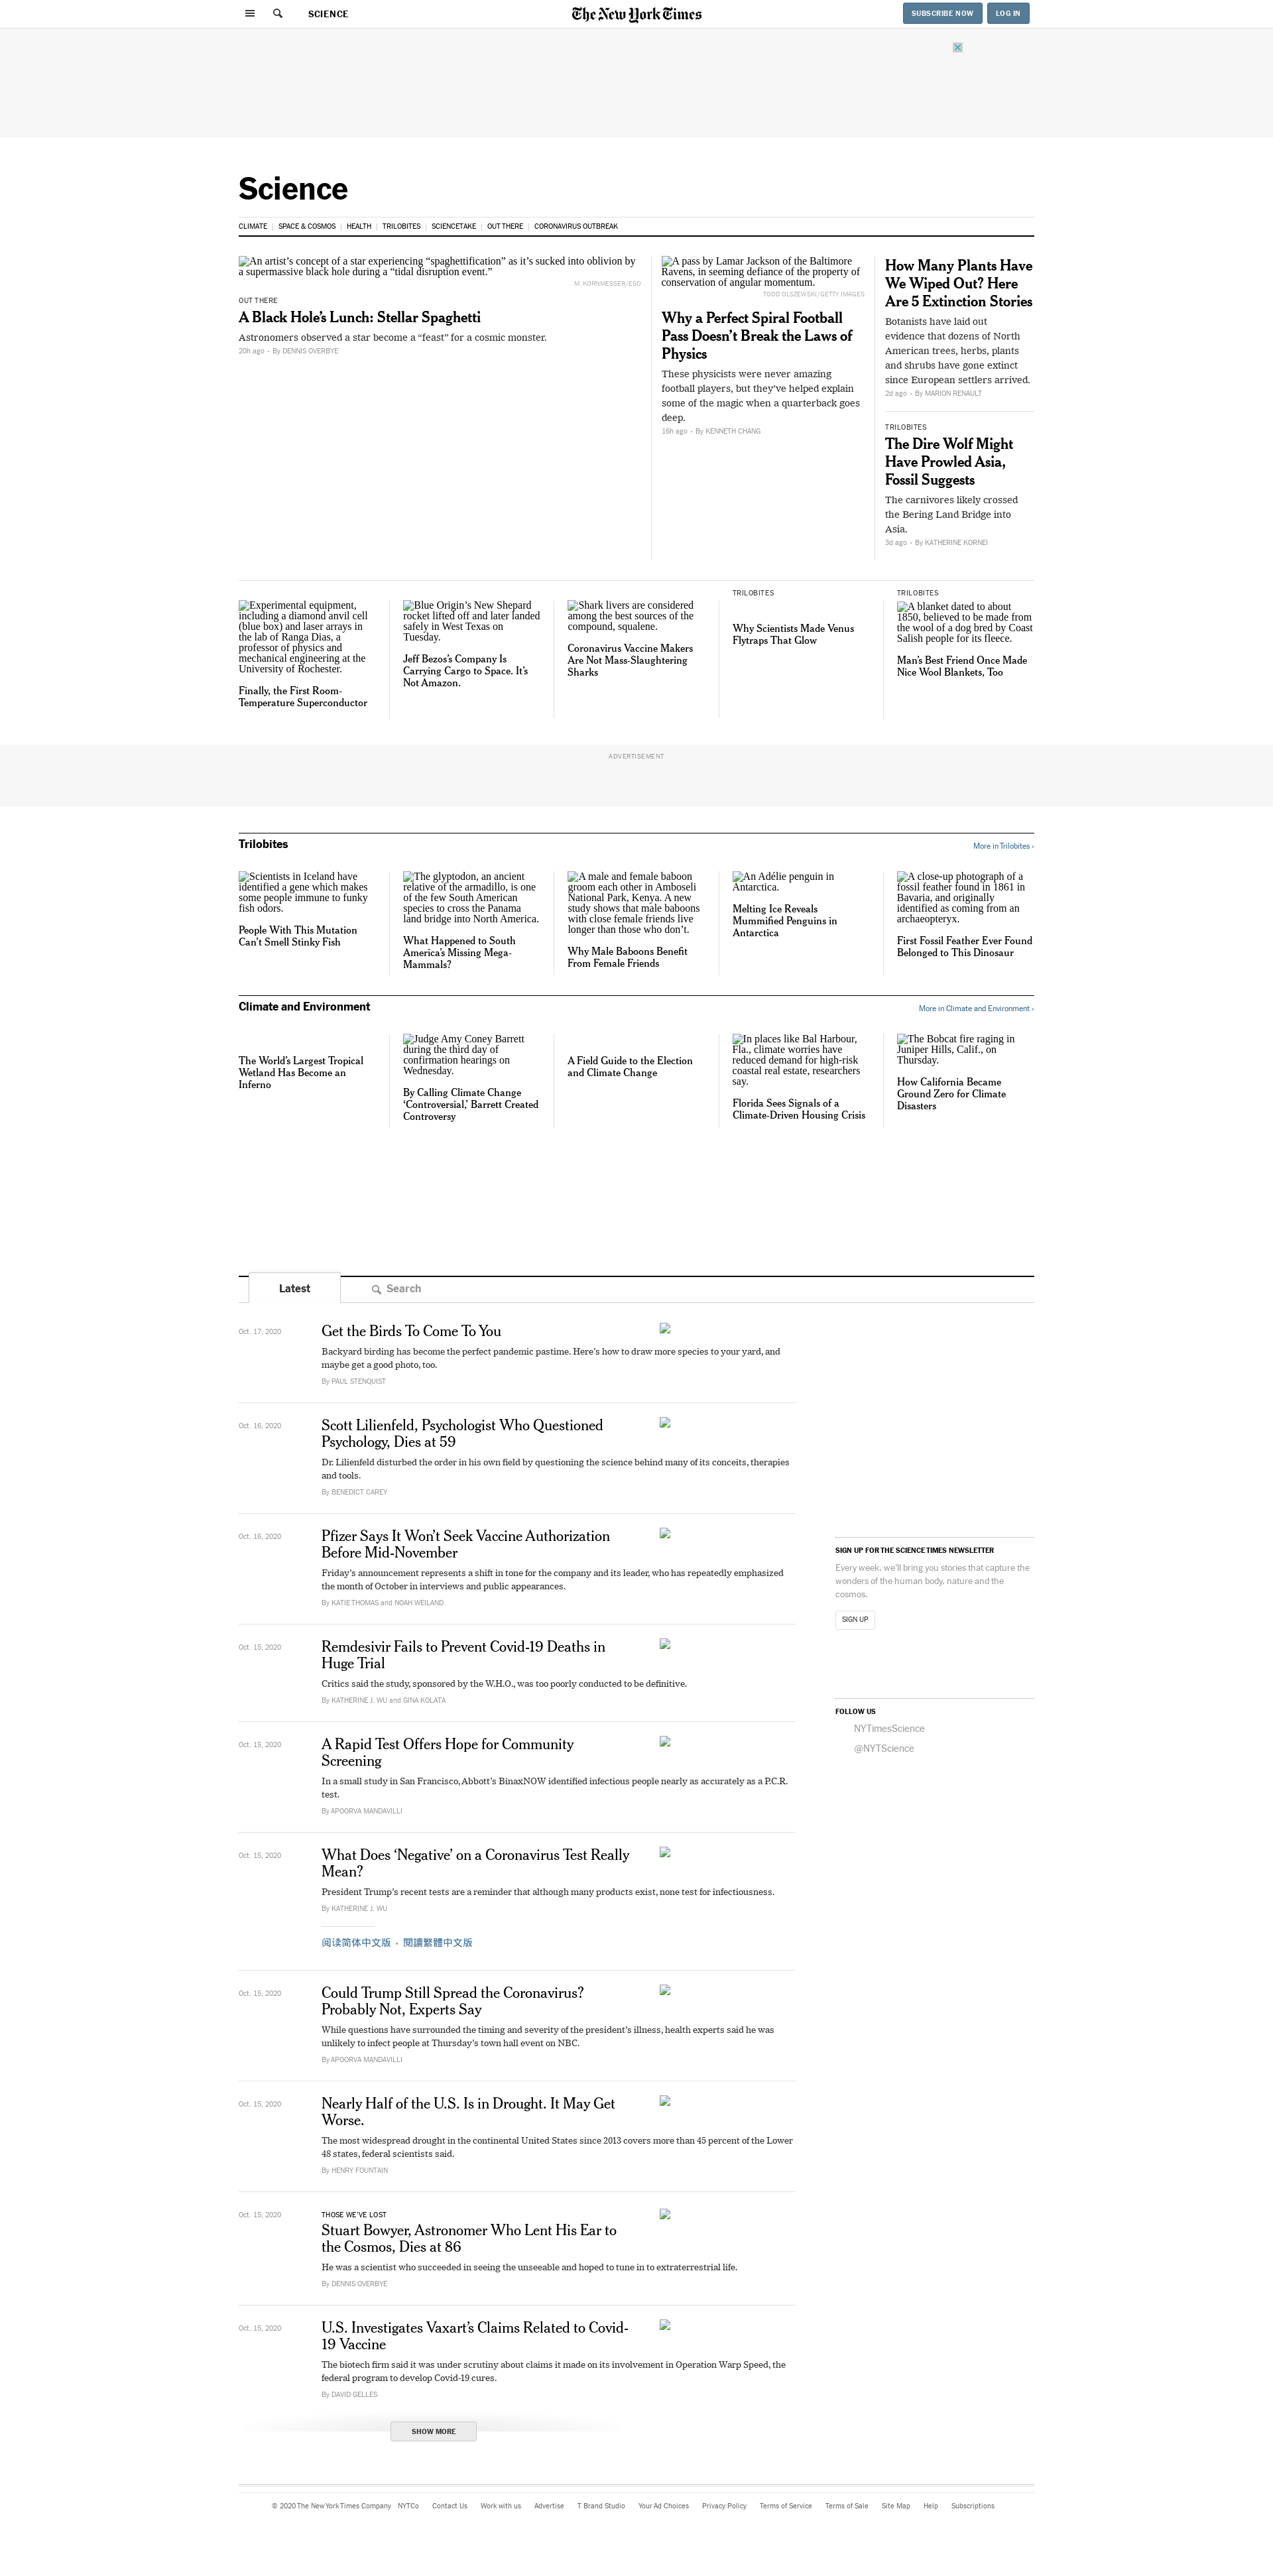 SCIENCE
The New York Times
SUBSCRIBE NOW
LOG IN
Science
CLIMATE | SPACE & COSMOS | HEALTH | TRILOBITES | SCIENCETAKE | OUT THERE | CORONAVIRUS OUTBREAK
An artist’s concept of a star experiencing “spaghettification” as it’s sucked into oblivion by
a supermassive black hole during a “tidal disruption event.”
M. KORNMESSER/ESO
OUT THERE
A Black Hole’s Lunch: Stellar Spaghetti
Astronomers observed a star become a “feast” for a cosmic monster.
20h ago - By DENNIS OVERBYE
A pass by Lamar Jackson of the Baltimore
Ravens, in seeming defiance of the property of
conservation of angular momentum.
TODD OLSZEWSKI/GETTY IMAGES
Why a Perfect Spiral Football
Pass Doesn’t Break the Laws of
Physics
These physicists were never amazing
football players, but they’ve helped explain
some of the magic when a quarterback goes
deep.
16h ago - By KENNETH CHANG
How Many Plants Have
We Wiped Out? Here
Are 5 Extinction Stories
Botanists have laid out
evidence that dozens of North
American trees, herbs, plants
and shrubs have gone extinct
since European settlers arrived.
2d ago - By MARION RENAULT
TRILOBITES
The Dire Wolf Might
Have Prowled Asia,
Fossil Suggests
The carnivores likely crossed
the Bering Land Bridge into
Asia.
3d ago - By KATHERINE KORNEI
Experimental equipment,
including a diamond anvil cell
(blue box) and laser arrays in
the lab of Ranga Dias, a
professor of physics and
mechanical engineering at the
University of Rochester.
Finally, the First Room-
Temperature Superconductor
Blue Origin’s New Shepard
rocket lifted off and later landed
safely in West Texas on
Tuesday.
Jeff Bezos’s Company Is
Carrying Cargo to Space. It’s
Not Amazon.
Shark livers are considered
among the best sources of the
compound, squalene.
Coronavirus Vaccine Makers
Are Not Mass-Slaughtering
Sharks
TRILOBITES
Why Scientists Made Venus
Flytraps That Glow
TRILOBITES
A blanket dated to about
1850, believed to be made from
the wool of a dog bred by Coast
Salish people for its fleece.
Man’s Best Friend Once Made
Nice Wool Blankets, Too
ADVERTISEMENT
Trilobites
More in Trilobites ›
Scientists in Iceland have
identified a gene which makes
some people immune to funky
fish odors.
People With This Mutation
Can’t Smell Stinky Fish
The glyptodon, an ancient
relative of the armadillo, is one
of the few South American
species to cross the Panama
land bridge into North America.
What Happened to South
America’s Missing Mega-
Mammals?
A male and female baboon
groom each other in Amboseli
National Park, Kenya. A new
study shows that male baboons
with close female friends live
longer than those who don’t.
Why Male Baboons Benefit
From Female Friends
An Adélie penguin in
Antarctica.
Melting Ice Reveals
Mummified Penguins in
Antarctica
A close-up photograph of a
fossil feather found in 1861 in
Bavaria, and originally
identified as coming from an
archaeopteryx.
First Fossil Feather Ever Found
Belonged to This Dinosaur
Climate and Environment
More in Climate and Environment ›
The World’s Largest Tropical
Wetland Has Become an
Inferno
Judge Amy Coney Barrett
during the third day of
confirmation hearings on
Wednesday.
By Calling Climate Change
‘Controversial,’ Barrett Created
Controversy
A Field Guide to the Election
and Climate Change
In places like Bal Harbour,
Fla., climate worries have
reduced demand for high-risk
coastal real estate, researchers
say.
Florida Sees Signals of a
Climate-Driven Housing Crisis
The Bobcat fire raging in
Juniper Hills, Calif., on
Thursday.
How California Became
Ground Zero for Climate
Disasters
Latest
Search
Oct. 17, 2020
Get the Birds To Come To You
Backyard birding has become the perfect pandemic pastime. Here’s how to draw more species to your yard, and
maybe get a good photo, too.
By PAUL STENQUIST
Oct. 16, 2020
Scott Lilienfeld, Psychologist Who Questioned
Psychology, Dies at 59
Dr. Lilienfeld disturbed the order in his own field by questioning the science behind many of its conceits, therapies
and tools.
By BENEDICT CAREY
Oct. 16, 2020
Pfizer Says It Won’t Seek Vaccine Authorization
Before Mid-November
Friday’s announcement represents a shift in tone for the company and its leader, who has repeatedly emphasized
the month of October in interviews and public appearances.
By KATIE THOMAS and NOAH WEILAND
Oct. 15, 2020
Remdesivir Fails to Prevent Covid-19 Deaths in
Huge Trial
Critics said the study, sponsored by the W.H.O., was too poorly conducted to be definitive.
By KATHERINE J. WU and GINA KOLATA
Oct. 15, 2020
A Rapid Test Offers Hope for Community
Screening
In a small study in San Francisco, Abbott’s BinaxNOW identified infectious people nearly as accurately as a P.C.R.
test.
By APOORVA MANDAVILLI
Oct. 15, 2020
What Does ‘Negative’ on a Coronavirus Test Really
Mean?
President Trump’s recent tests are a reminder that although many products exist, none test for infectiousness.
By KATHERINE J. WU
阅读简体中文版 - 閱讀繁體中文版
Oct. 15, 2020
Could Trump Still Spread the Coronavirus?
Probably Not, Experts Say
While questions have surrounded the timing and severity of the president’s illness, health experts said he was
unlikely to infect people at Thursday’s town hall event on NBC.
By APOORVA MANDAVILLI
Oct. 15, 2020
Nearly Half of the U.S. Is in Drought. It May Get
Worse.
The most widespread drought in the continental United States since 2013 covers more than 45 percent of the Lower
48 states, federal scientists said.
By HENRY FOUNTAIN
Oct. 15, 2020
THOSE WE’VE LOST
Stuart Bowyer, Astronomer Who Lent His Ear to
the Cosmos, Dies at 86
He was a scientist who succeeded in seeing the unseeable and hoped to tune in to extraterrestrial life.
By DENNIS OVERBYE
Oct. 15, 2020
U.S. Investigates Vaxart’s Claims Related to Covid-
19 Vaccine
The biotech firm said it was under scrutiny about claims it made on its involvement in Operation Warp Speed, the
federal program to develop Covid-19 cures.
By DAVID GELLES
SHOW MORE
SIGN UP FOR THE SCIENCE TIMES NEWSLETTER
Every week, we’ll bring you stories that capture the
wonders of the human body, nature and the
cosmos.
SIGN UP
FOLLOW US
NYTimesScience
@NYTScience
© 2020 The New York Times Company NYTCo Contact Us Work with us Advertise T Brand Studio Your Ad Choices Privacy Policy Terms of Service Terms of Sale Site Map Help Subscriptions